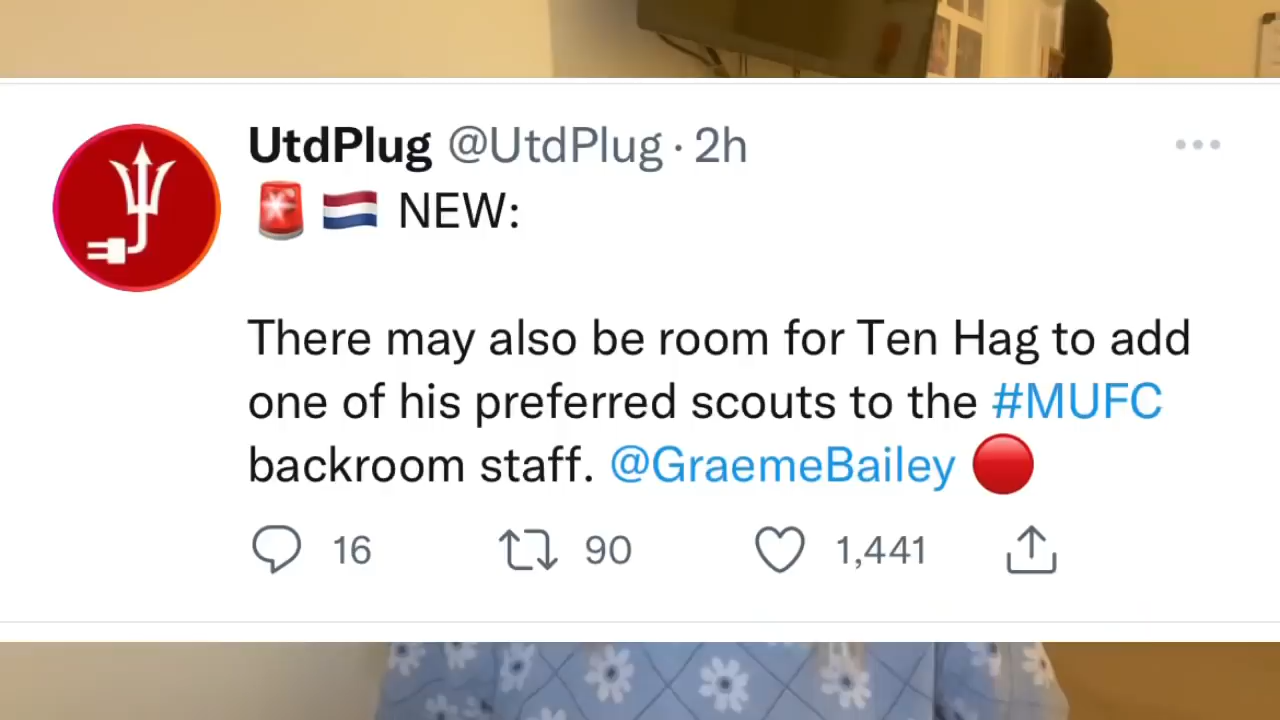 UtdPlug @UtdPlug · 2h
🚨 🇳🇱 NEW:
There may also be room for Ten Hag to add
one of his preferred scouts to the #MUFC
backroom staff. @GraemeBailey 🔴
16 90 1,441